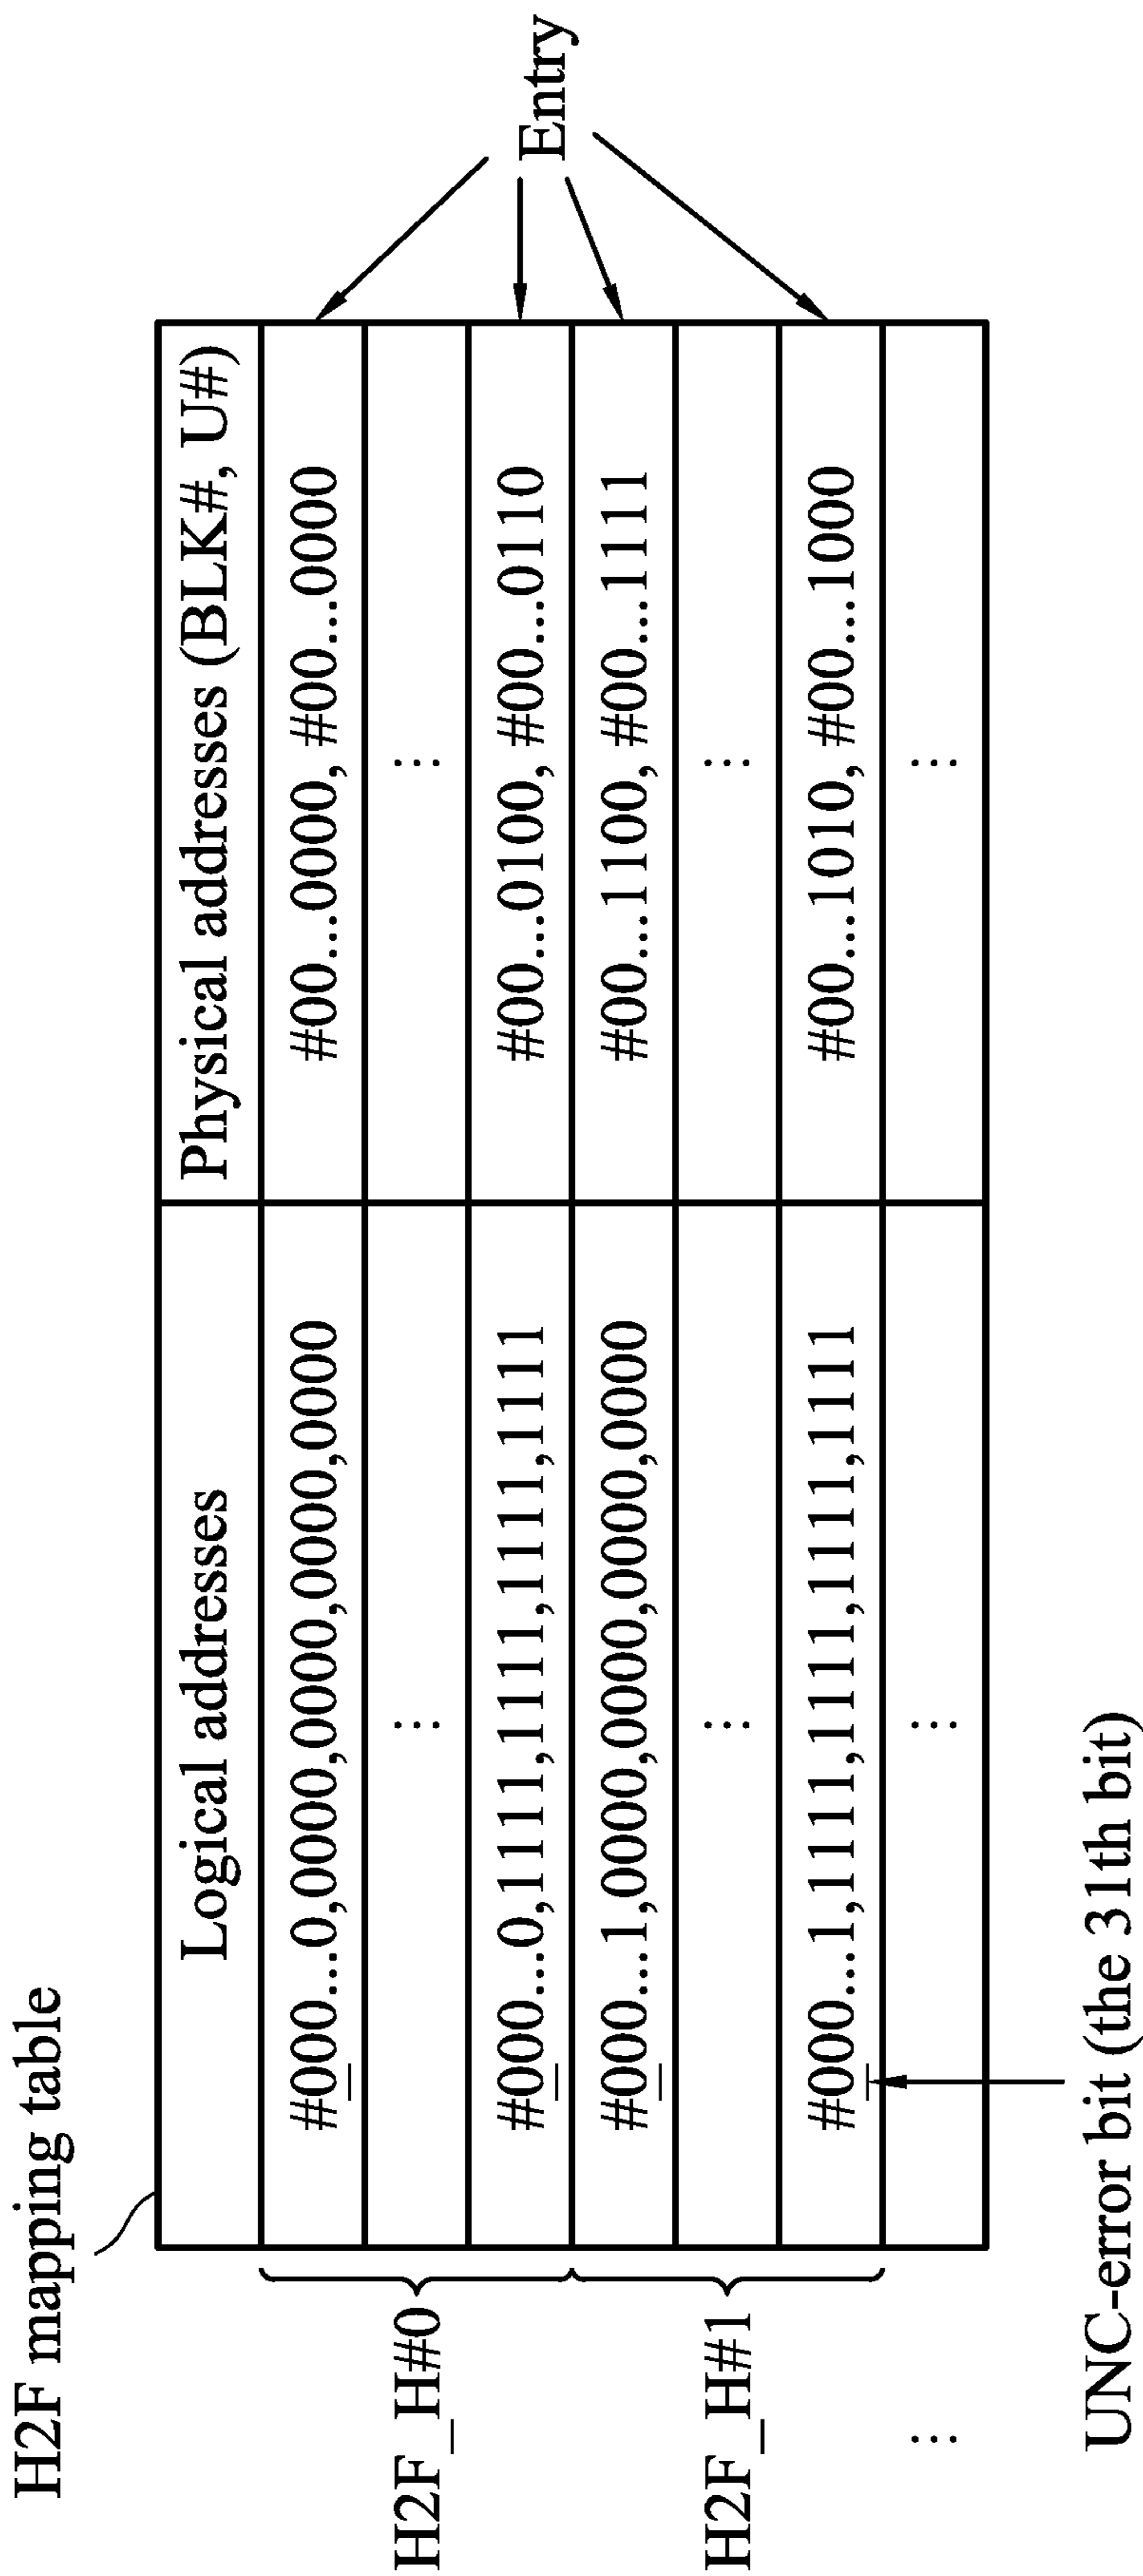 H2F mapping table
Logical addresses	Physical addresses (BLK#, U#)
H2F_H#0
#000...0,0000,0000,0000,0000	#00...0000, #00...0000
⋮	⋮
#000...0,1111,1111,1111,1111	#00...0100, #00...0110
H2F_H#1
#000...1,0000,0000,0000,0000	#00...1100, #00...1111
⋮	⋮
#000...1,1111,1111,1111,1111	#00...1010, #00...1000
⋮	⋮	⋮
Entry
UNC-error bit (the 31th bit)